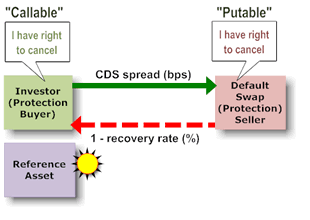 "Callable"
"Putable"
I have right
to cancel
I have right
to cancel
CDS spread (bps)
Investor
(Protection
Buyer)
Default
Swap
(Protection)
Seller
1 - recovery rate (%)
Reference
Asset